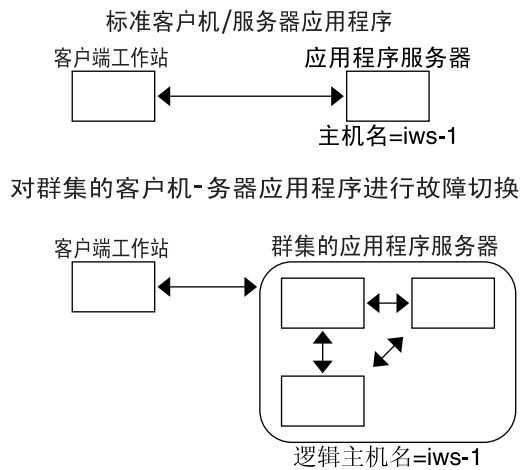 标准客户机/服务器应用程序
客户端工作站
应用程序服务器
主机名=iws-1
对群集的客户机-务器应用程序进行故障切换
客户端工作站
群集的应用程序服务器
逻辑主机名=iws-1